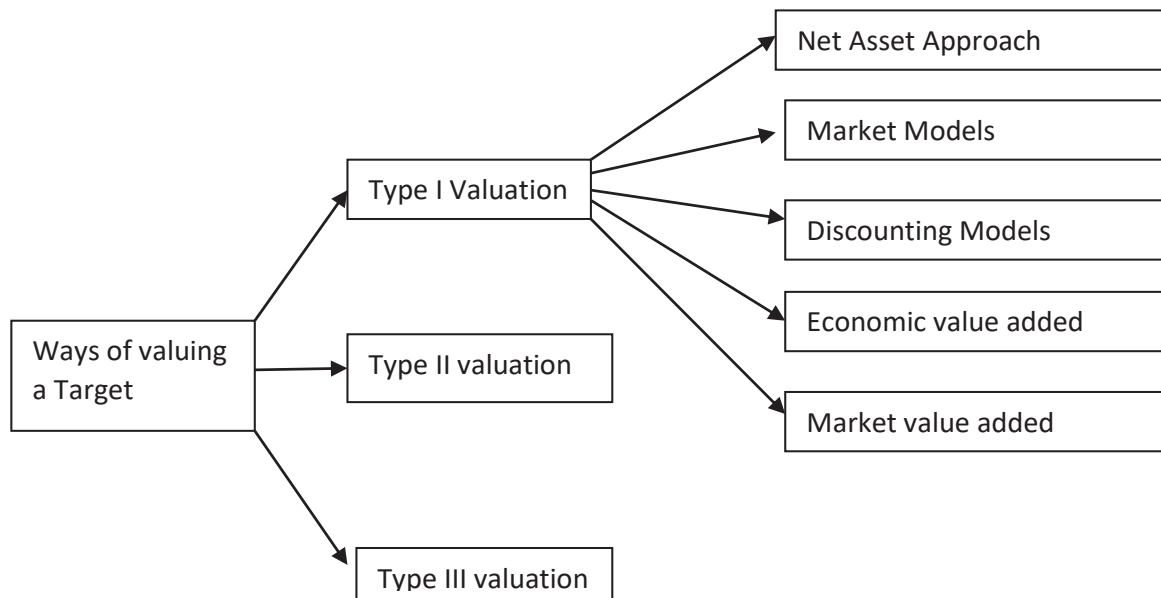 Net Asset Approach
Market Models
Type I Valuation
Discounting Models
Economic value added
Ways of valuing
a Target
Type II valuation
Market value added
Type III valuation